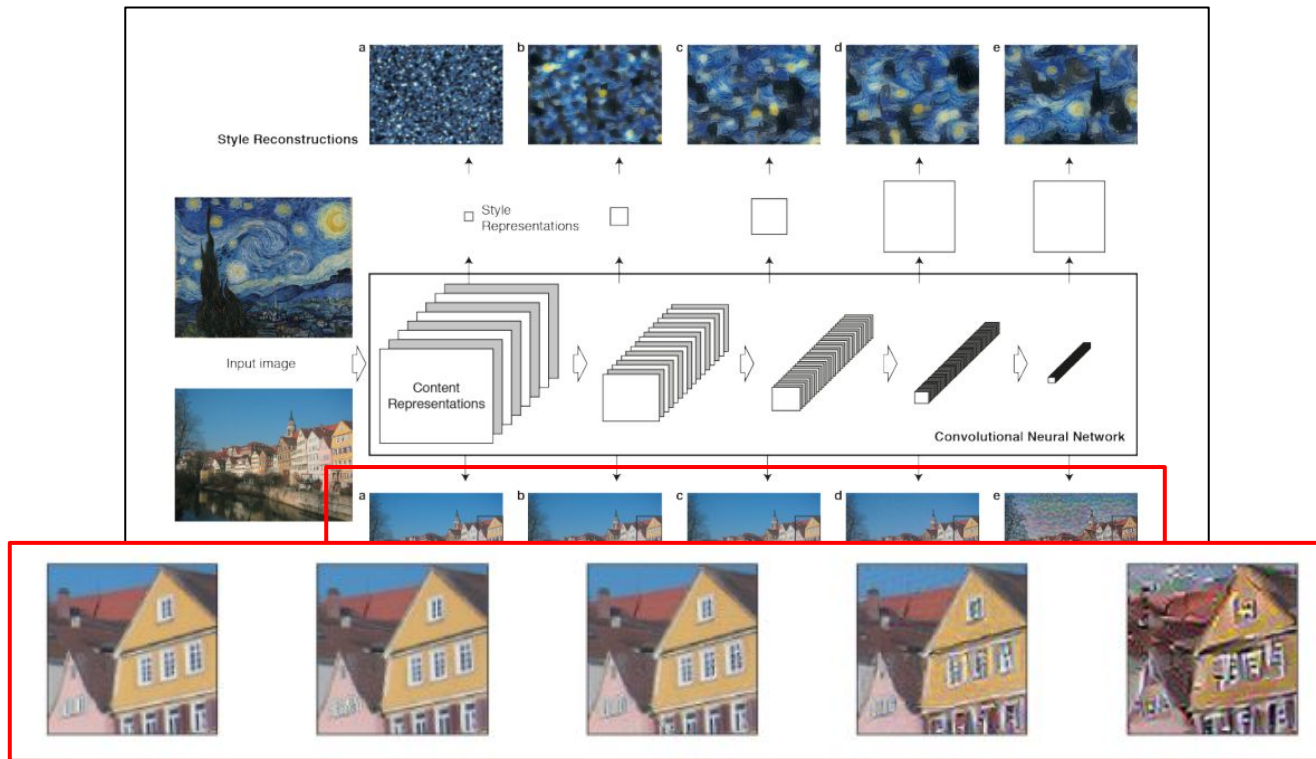 a b c d e
Style Reconstructions
Style
Representations
Input image
Content
Representations
Convolutional Neural Network
a b c d e